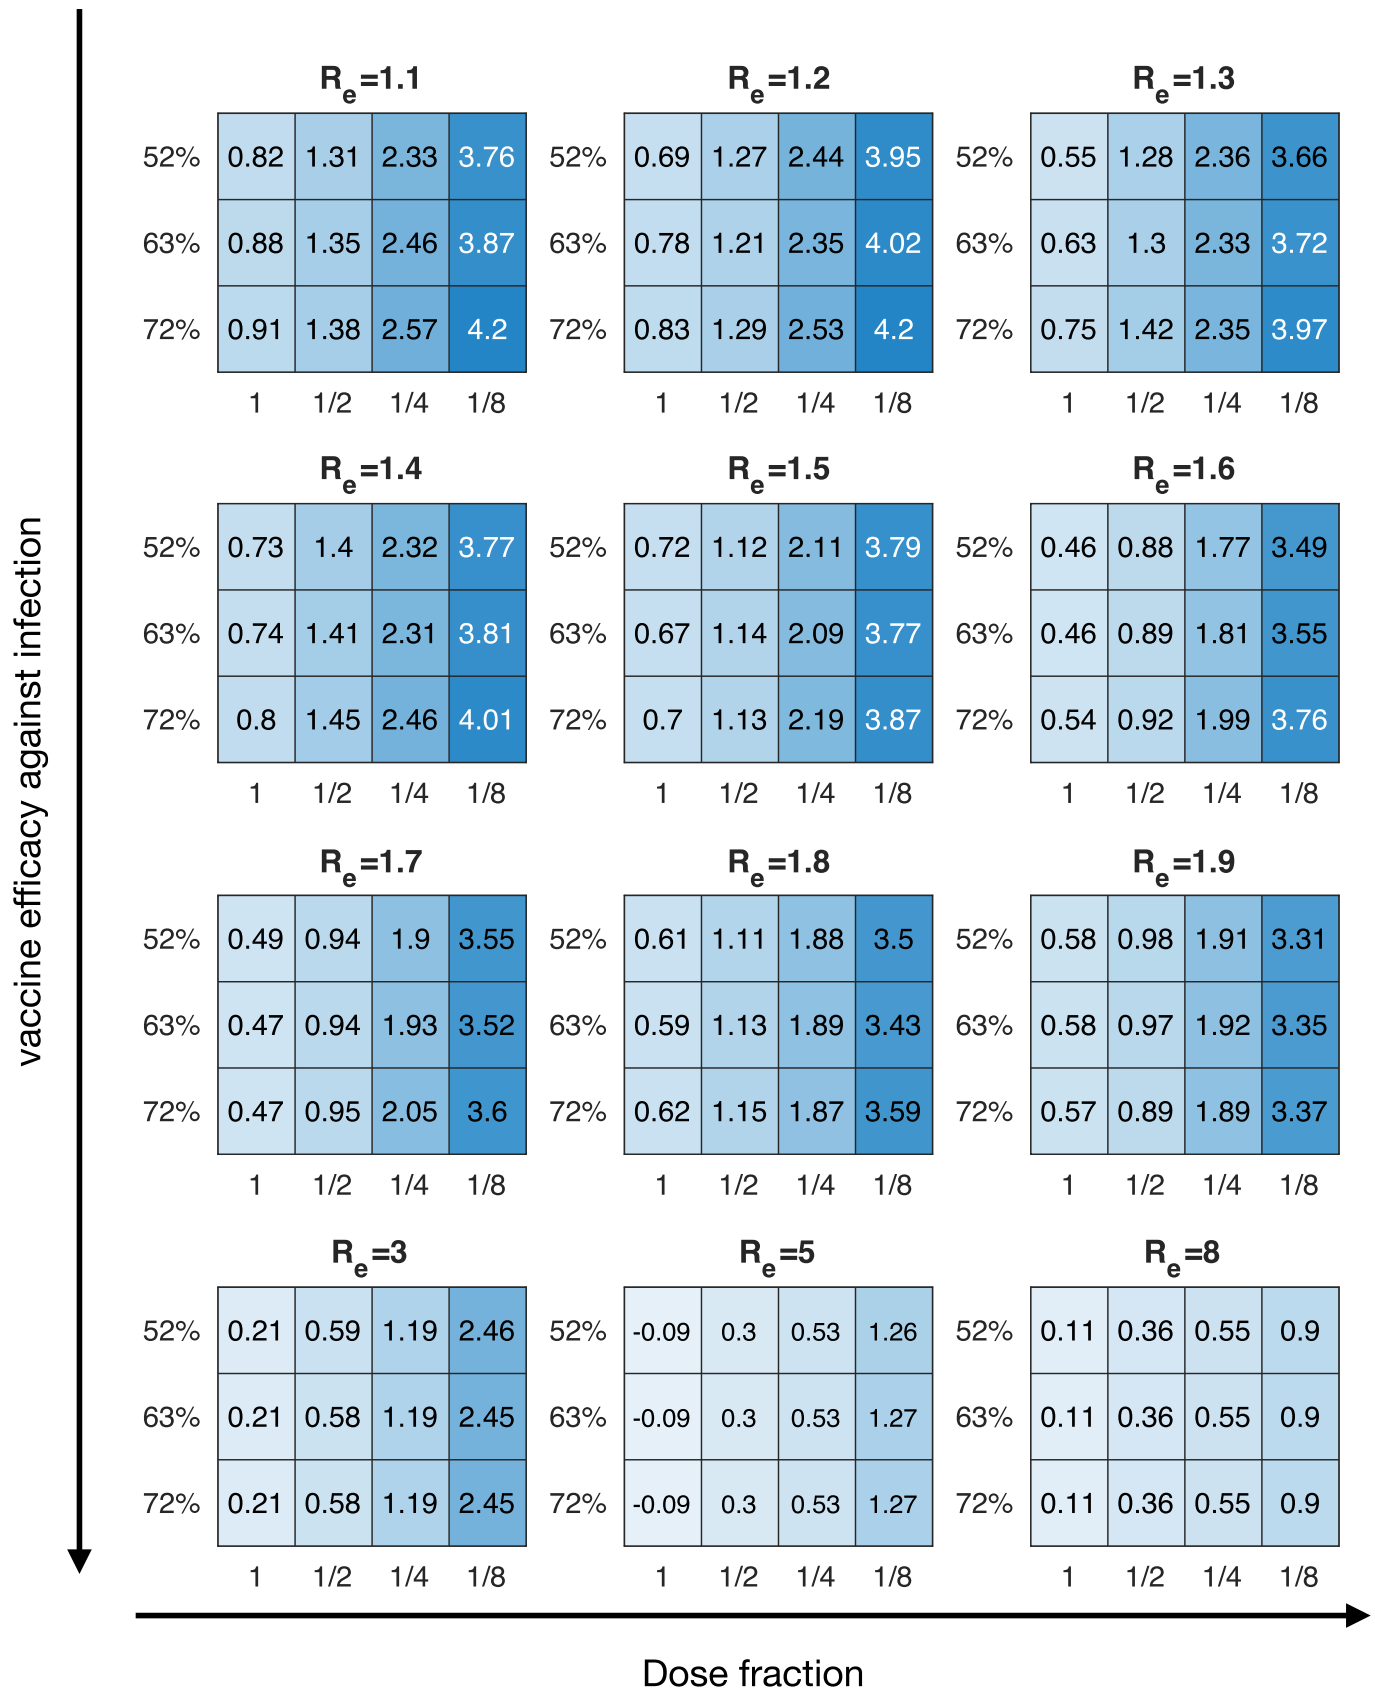 R_e=1.1 R_e=1.2 R_e=1.3
52% 0.82 1.31 2.33 3.76 52% 0.69 1.27 2.44 3.95 52% 0.55 1.28 2.36 3.66
63% 0.88 1.35 2.46 3.87 63% 0.78 1.21 2.35 4.02 63% 0.63 1.3 2.33 3.72
72% 0.91 1.38 2.57 4.2 72% 0.83 1.29 2.53 4.2 72% 0.75 1.42 2.35 3.97
1 1/2 1/4 1/8 1 1/2 1/4 1/8 1 1/2 1/4 1/8
R_e=1.4 R_e=1.5 R_e=1.6
52% 0.73 1.4 2.32 3.77 52% 0.72 1.12 2.11 3.79 52% 0.46 0.88 1.77 3.49
63% 0.74 1.41 2.31 3.81 63% 0.67 1.14 2.09 3.77 63% 0.46 0.89 1.81 3.55
72% 0.8 1.45 2.46 4.01 72% 0.7 1.13 2.19 3.87 72% 0.54 0.92 1.99 3.76
1 1/2 1/4 1/8 1 1/2 1/4 1/8 1 1/2 1/4 1/8
vaccine efficacy against infection
R_e=1.7 R_e=1.8 R_e=1.9
52% 0.49 0.94 1.9 3.55 52% 0.61 1.11 1.88 3.5 52% 0.58 0.98 1.91 3.31
63% 0.47 0.94 1.93 3.52 63% 0.59 1.13 1.89 3.43 63% 0.58 0.97 1.92 3.35
72% 0.47 0.95 2.05 3.6 72% 0.62 1.15 1.87 3.59 72% 0.57 0.89 1.89 3.37
1 1/2 1/4 1/8 1 1/2 1/4 1/8 1 1/2 1/4 1/8
R_e=3 R_e=5 R_e=8
52% 0.21 0.59 1.19 2.46 52% -0.09 0.3 0.53 1.26 52% 0.11 0.36 0.55 0.9
63% 0.21 0.58 1.19 2.45 63% -0.09 0.3 0.53 1.27 63% 0.11 0.36 0.55 0.9
72% 0.21 0.58 1.19 2.45 72% -0.09 0.3 0.53 1.27 72% 0.11 0.36 0.55 0.9
1 1/2 1/4 1/8 1 1/2 1/4 1/8 1 1/2 1/4 1/8
Dose fraction